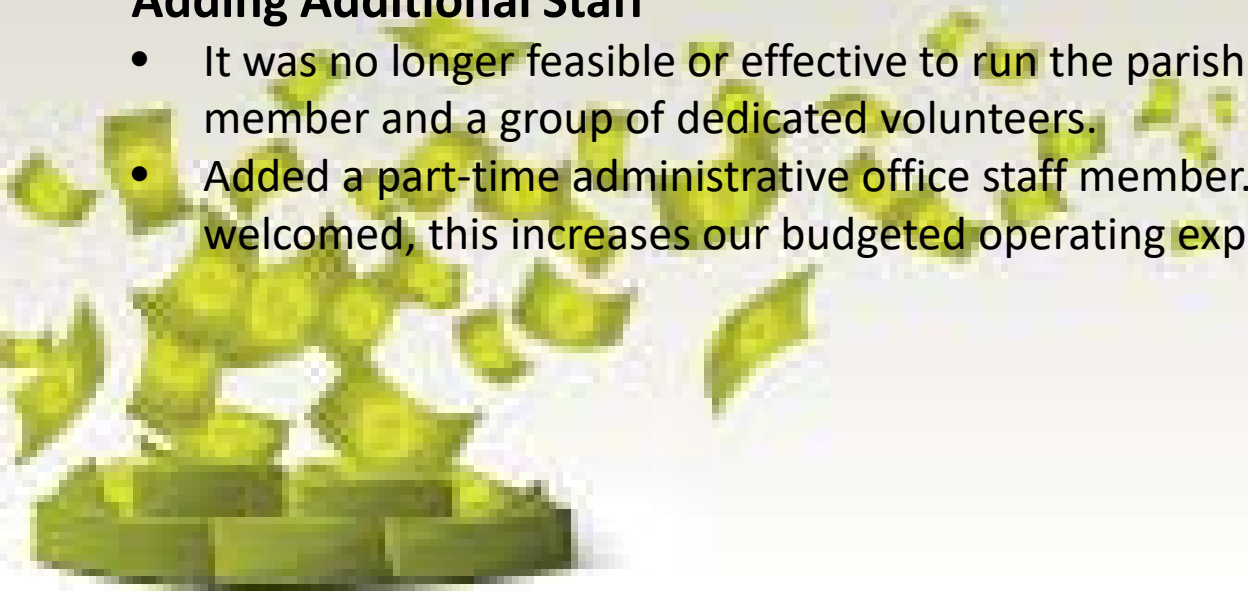 Adding Additional Staff
• It was no longer feasible or effective to run the parish
member and a group of dedicated volunteers.
• Added a part-time administrative office staff member.
welcomed, this increases our budgeted operating exp